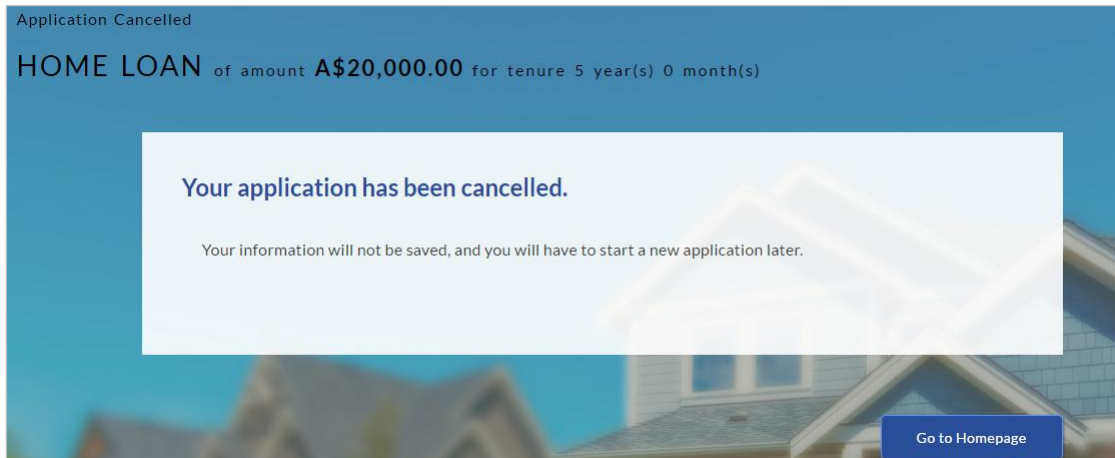 Application Cancelled
HOME LOAN of amount A$20,000.00 for tenure 5 year(s) 0 month(s)
Your application has been cancelled.
Your information will not be saved, and you will have to start a new application later.
Go to Homepage